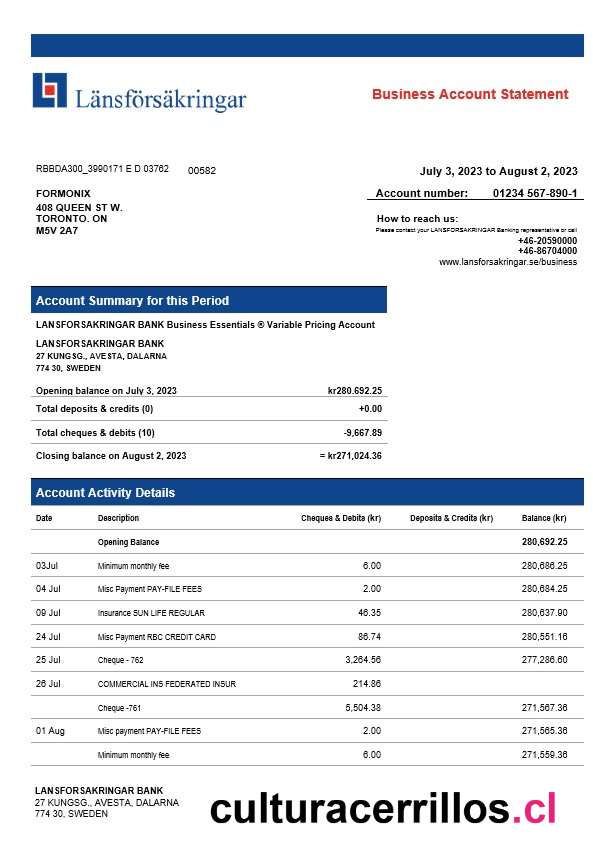 Länsförsäkringar
Business Account Statement
RBBDA300_3990171 E D 03762 00582
July 3, 2023 to August 2, 2023
FORMONIX
Account number: 01234 567-890-1
408 QUEEN ST W.
TORONTO. ON
M5V 2A7
How to reach us:
Please contact your LANSFORSAKRINGAR Banking representative or call
+46-20590000
+46-86704000
www.lansforsakringar.se/business
Account Summary for this Period
LANSFORSAKRINGAR BANK Business Essentials ® Variable Pricing Account
LANSFORSAKRINGAR BANK
27 KUNGSG., AVESTA, DALARNA
774 30, SWEDEN
Opening balance on July 3, 2023 kr280.692.25
Total deposits & credits (0) +0.00
Total cheques & debits (10) -9,667.89
Closing balance on August 2, 2023 = kr271,024.36
Account Activity Details
Date Description Cheques & Debits (kr) Deposits & Credits (kr) Balance (kr)
Opening Balance 280,692.25
03Jul Minimum monthly fee 6.00 280,686.25
04 Jul Misc Payment PAY-FILE FEES 2.00 280,684.25
09 Jul Insurance SUN LIFE REGULAR 46.35 280,637.90
24 Jul Misc Payment RBC CREDIT CARD 86.74 280,551.16
25 Jul Cheque - 762 3,264.56 277,286.60
26 Jul COMMERCIAL INS FEDERATED INSUR 214.86
Cheque -761 5,504.38 271,567.36
01 Aug Misc payment PAY-FILE FEES 2.00 271,565.36
Minimum monthly fee 6.00 271,559.36
LANSFORSAKRINGAR BANK
27 KUNGSG., AVESTA, DALARNA
774 30, SWEDEN
culturacerrillos.cl